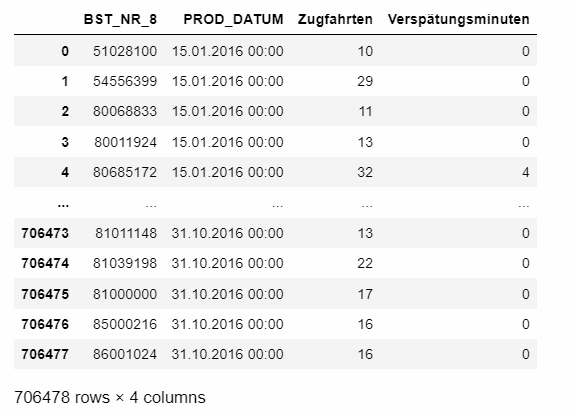 BST_NR_8 PROD_DATUM Zugfahrten Verspätungsminuten
0 51028100 15.01.2016 00:00 10 0
1 54556399 15.01.2016 00:00 29 0
2 80068833 15.01.2016 00:00 11 0
3 80011924 15.01.2016 00:00 13 0
4 80685172 15.01.2016 00:00 32 4
... ... ... ... ...
706473 81011148 31.10.2016 00:00 13 0
706474 81039198 31.10.2016 00:00 22 0
706475 81000000 31.10.2016 00:00 17 0
706476 85000216 31.10.2016 00:00 16 0
706477 86001024 31.10.2016 00:00 16 0
706478 rows × 4 columns